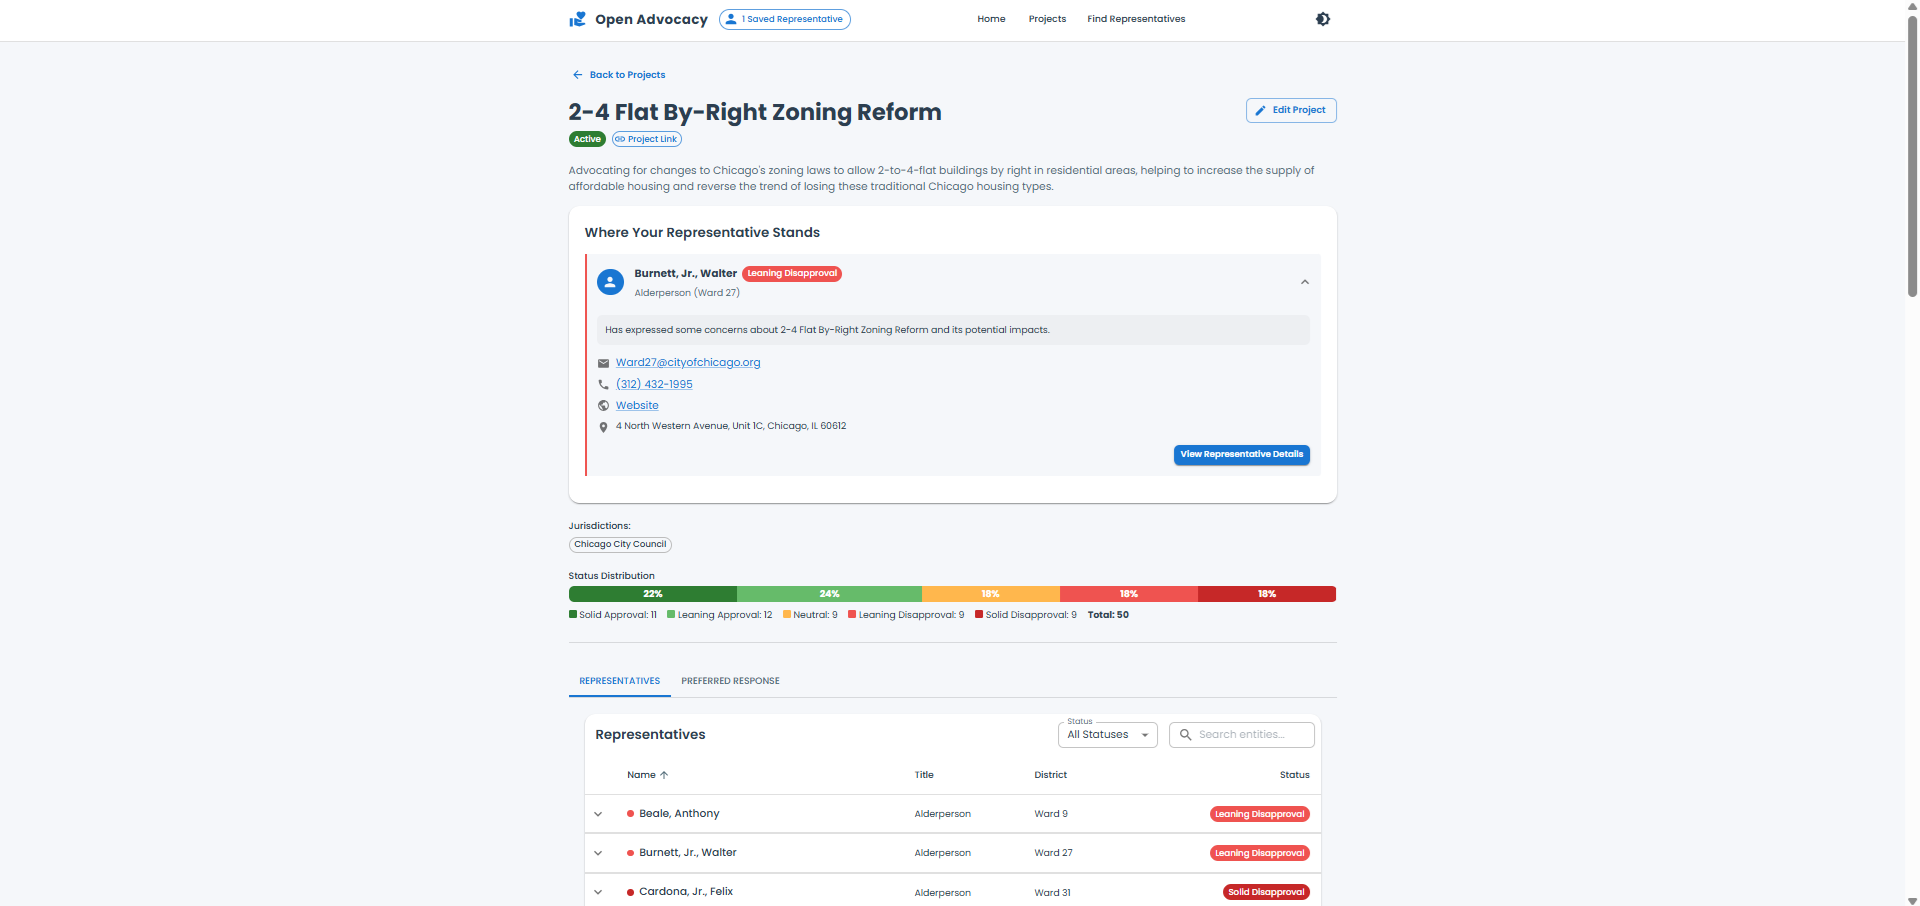 Open Advocacy
1 Saved Representative
Home
Projects
Find Representatives
Back to Projects
2-4 Flat By-Right Zoning Reform
Edit Project
Active
Project Link
Advocating for changes to Chicago's zoning laws to allow 2-to-4-flat buildings by right in residential areas, helping to increase the supply of
affordable housing and reverse the trend of losing these traditional Chicago housing types.
Where Your Representative Stands
Burnett, Jr., Walter
Leaning Disapproval
Alderperson (Ward 27)
Has expressed some concerns about 2-4 Flat By-Right Zoning Reform and its potential impacts.
Ward27@cityofchicago.org
(312) 432-1995
Website
4 North Western Avenue, Unit 1C, Chicago, IL 60612
View Representative Details
Jurisdictions:
Chicago City Council
Status Distribution
22% 24% 18% 18% 18%
Solid Approval: 11 Leaning Approval: 12 Neutral: 9 Leaning Disapproval: 9 Solid Disapproval: 9 Total: 50
REPRESENTATIVES PREFERRED RESPONSE
Representatives
Status
All Statuses
Search entities...
Name Title District Status
Beale, Anthony Alderperson Ward 9 Leaning Disapproval
Burnett, Jr., Walter Alderperson Ward 27 Leaning Disapproval
Cardona, Jr., Felix Alderperson Ward 31 Solid Disapproval